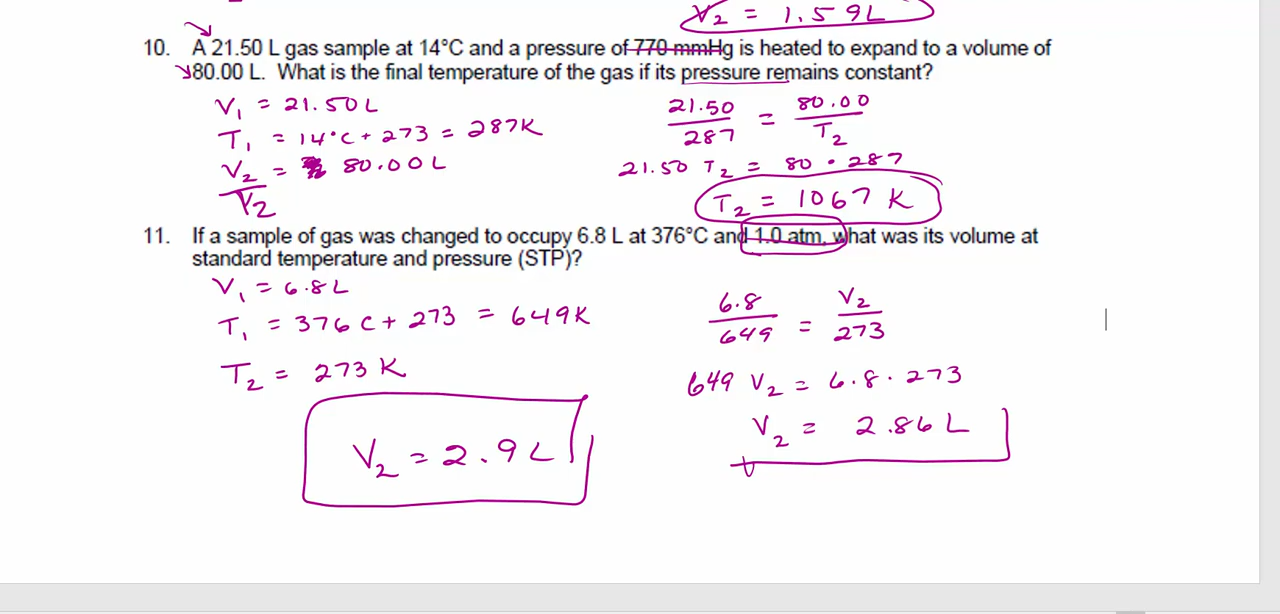 V2 = 1.59L
10. A 21.50 L gas sample at 14°C and a pressure of 770 mmHg is heated to expand to a volume of
80.00 L. What is the final temperature of the gas if its pressure remains constant?
V1 = 21.50L
T1 = 14°C + 273 = 287K
V2 = 80.00L
V2
21.50/287 = 80.00/T2
21.50 T2 = 80 · 287
T2 = 1067 K
11. If a sample of gas was changed to occupy 6.8 L at 376°C and 1.0 atm, what was its volume at
standard temperature and pressure (STP)?
V1 = 6.8L
T1 = 376 C + 273 = 649K
T2 = 273 K
6.8/649 = V2/273
649 V2 = 6.8 · 273
V2 = 2.86 L
V2 = 2.9 L